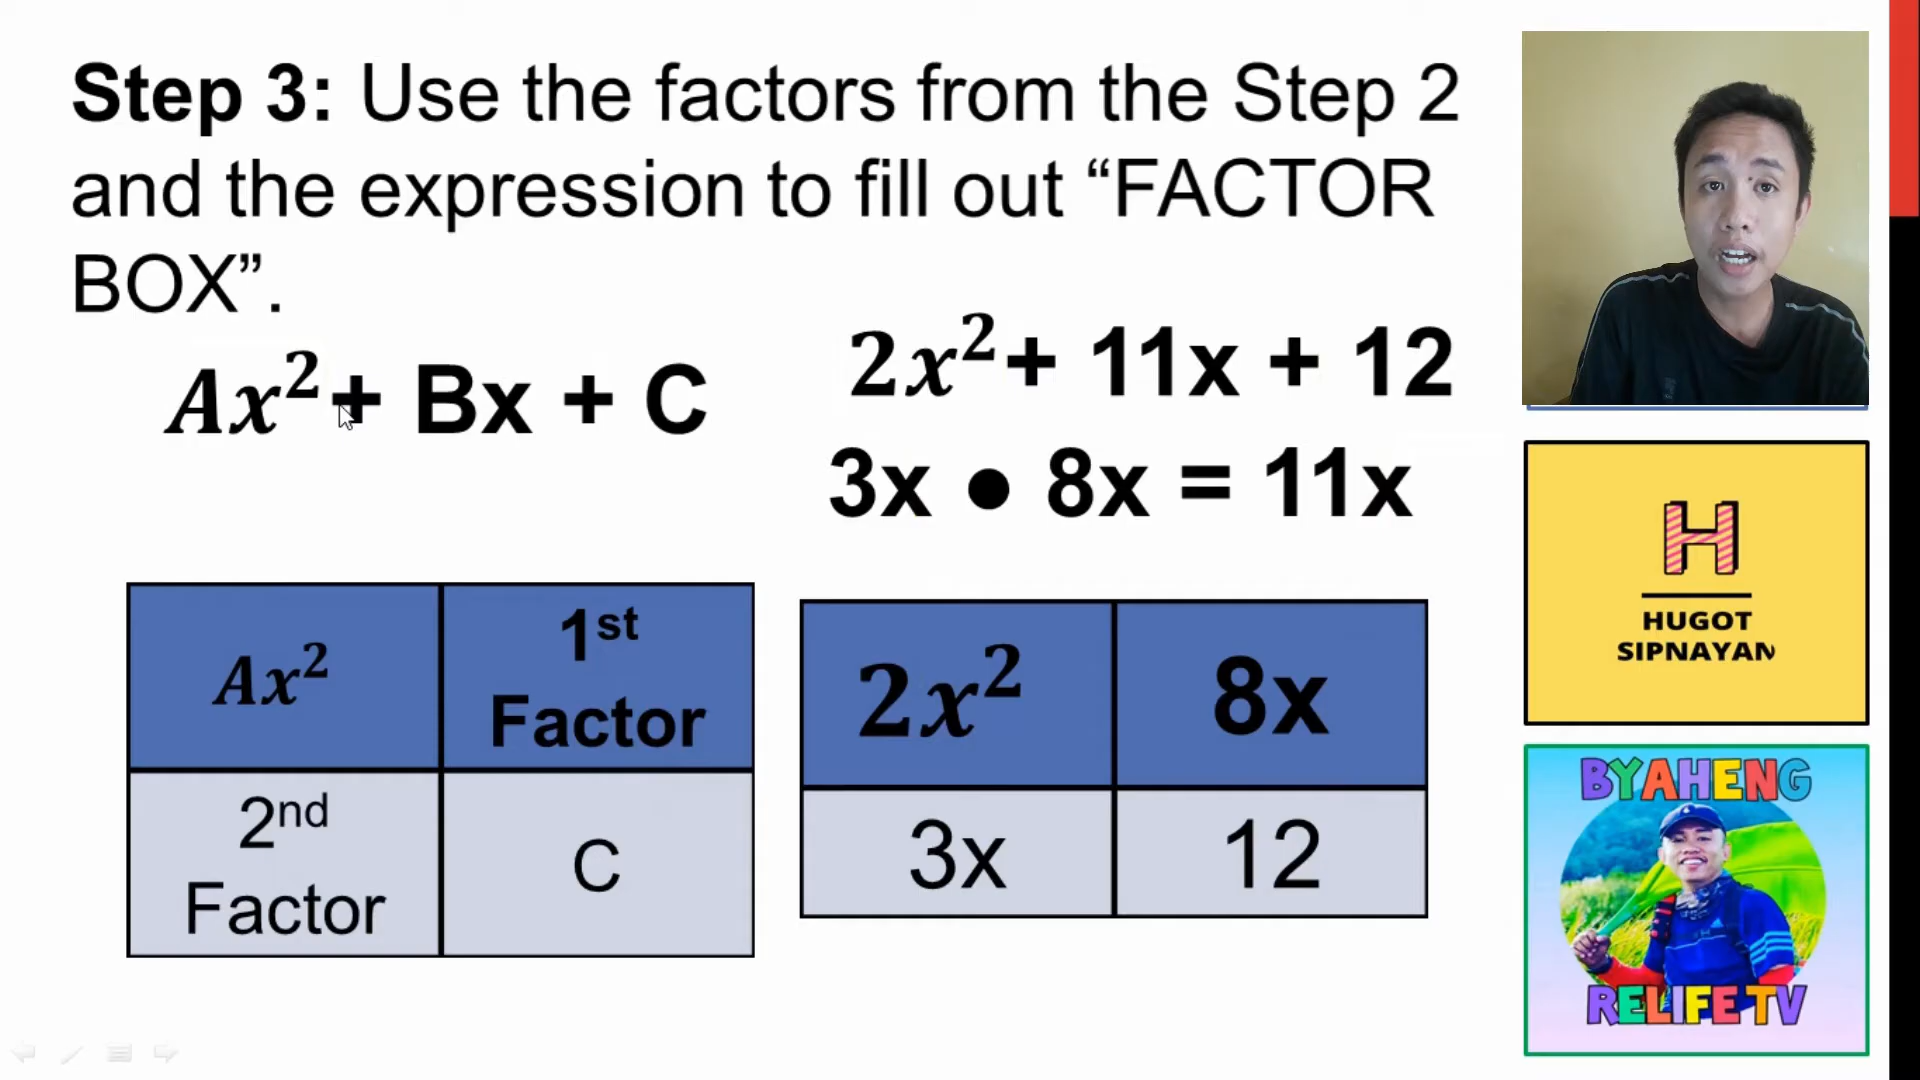 Step 3: Use the factors from the Step 2
and the expression to fill out “FACTOR
BOX”.
Ax²+ Bx + C
2x²+ 11x + 12
3x ● 8x = 11x
Ax²
1st
Factor
2nd
Factor
C
2x²
8x
3x
12
H
HUGOT
SIPNAYAN
BYAHENG
RELIFE TV